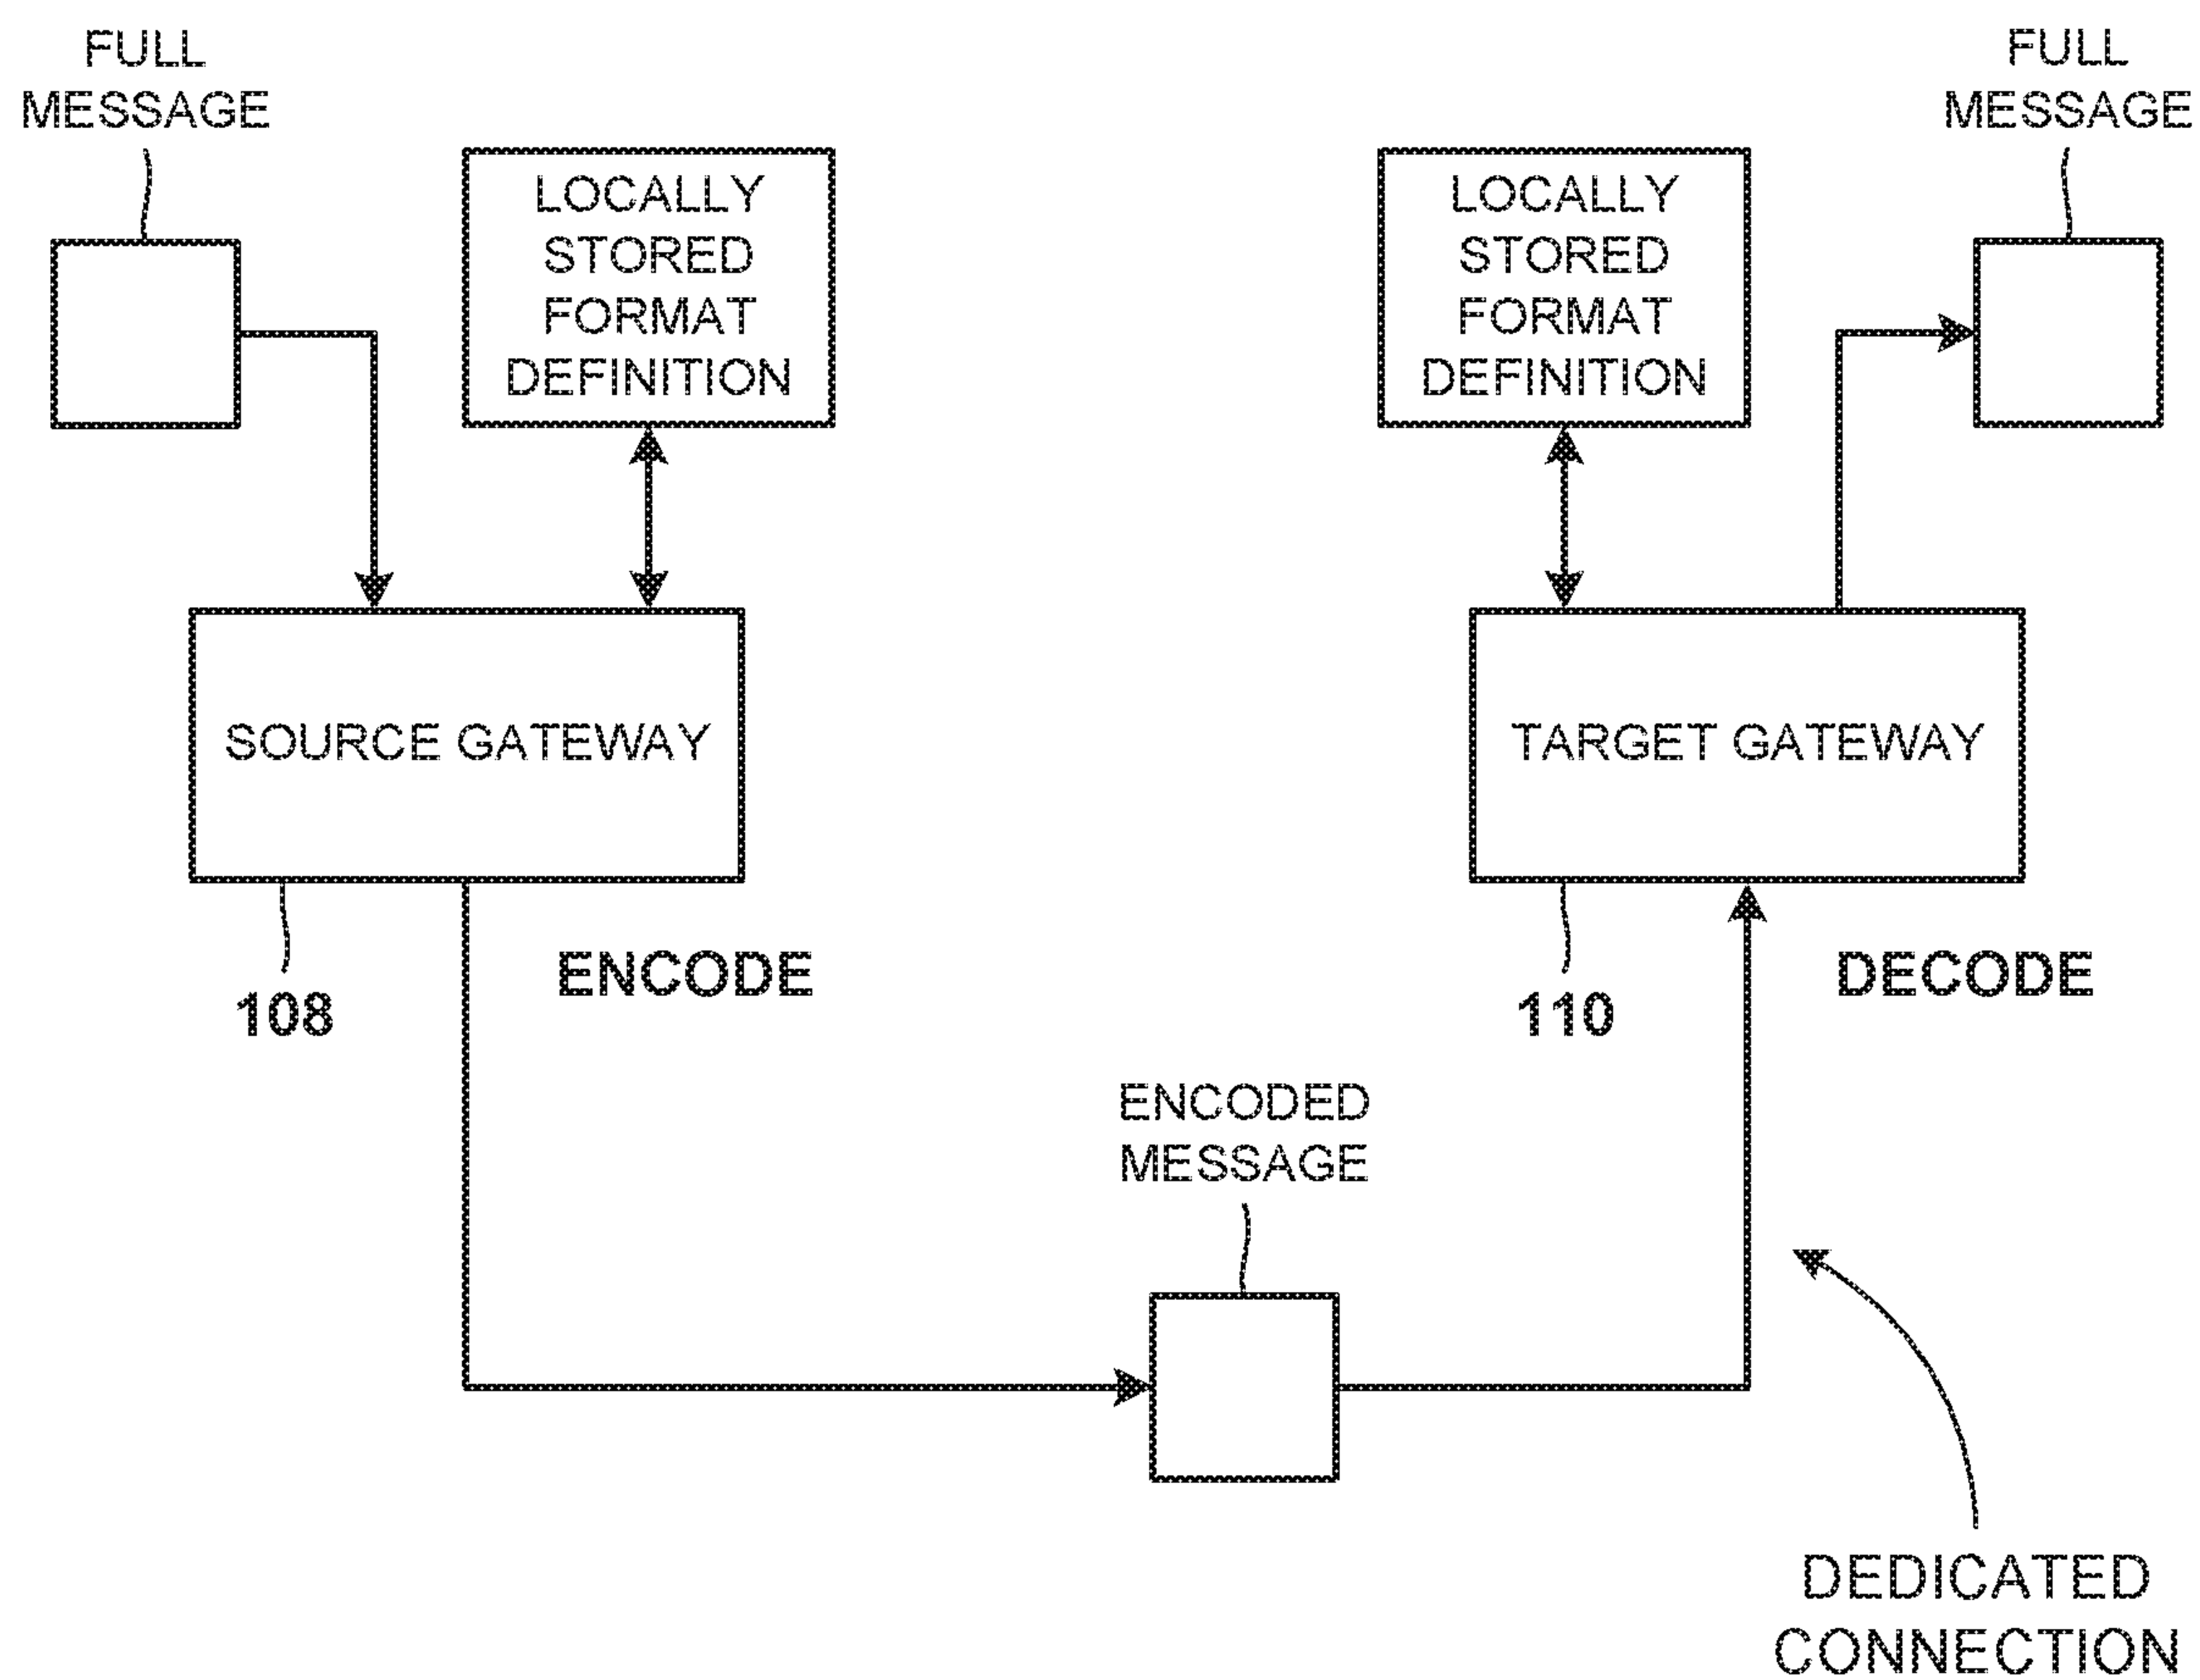 FULL
MESSAGE
LOCALLY
STORED
FORMAT
DEFINITION
LOCALLY
STORED
FORMAT
DEFINITION
FULL
MESSAGE
SOURCE GATEWAY
TARGET GATEWAY
108
ENCODE
110
DECODE
ENCODED
MESSAGE
DEDICATED
CONNECTION